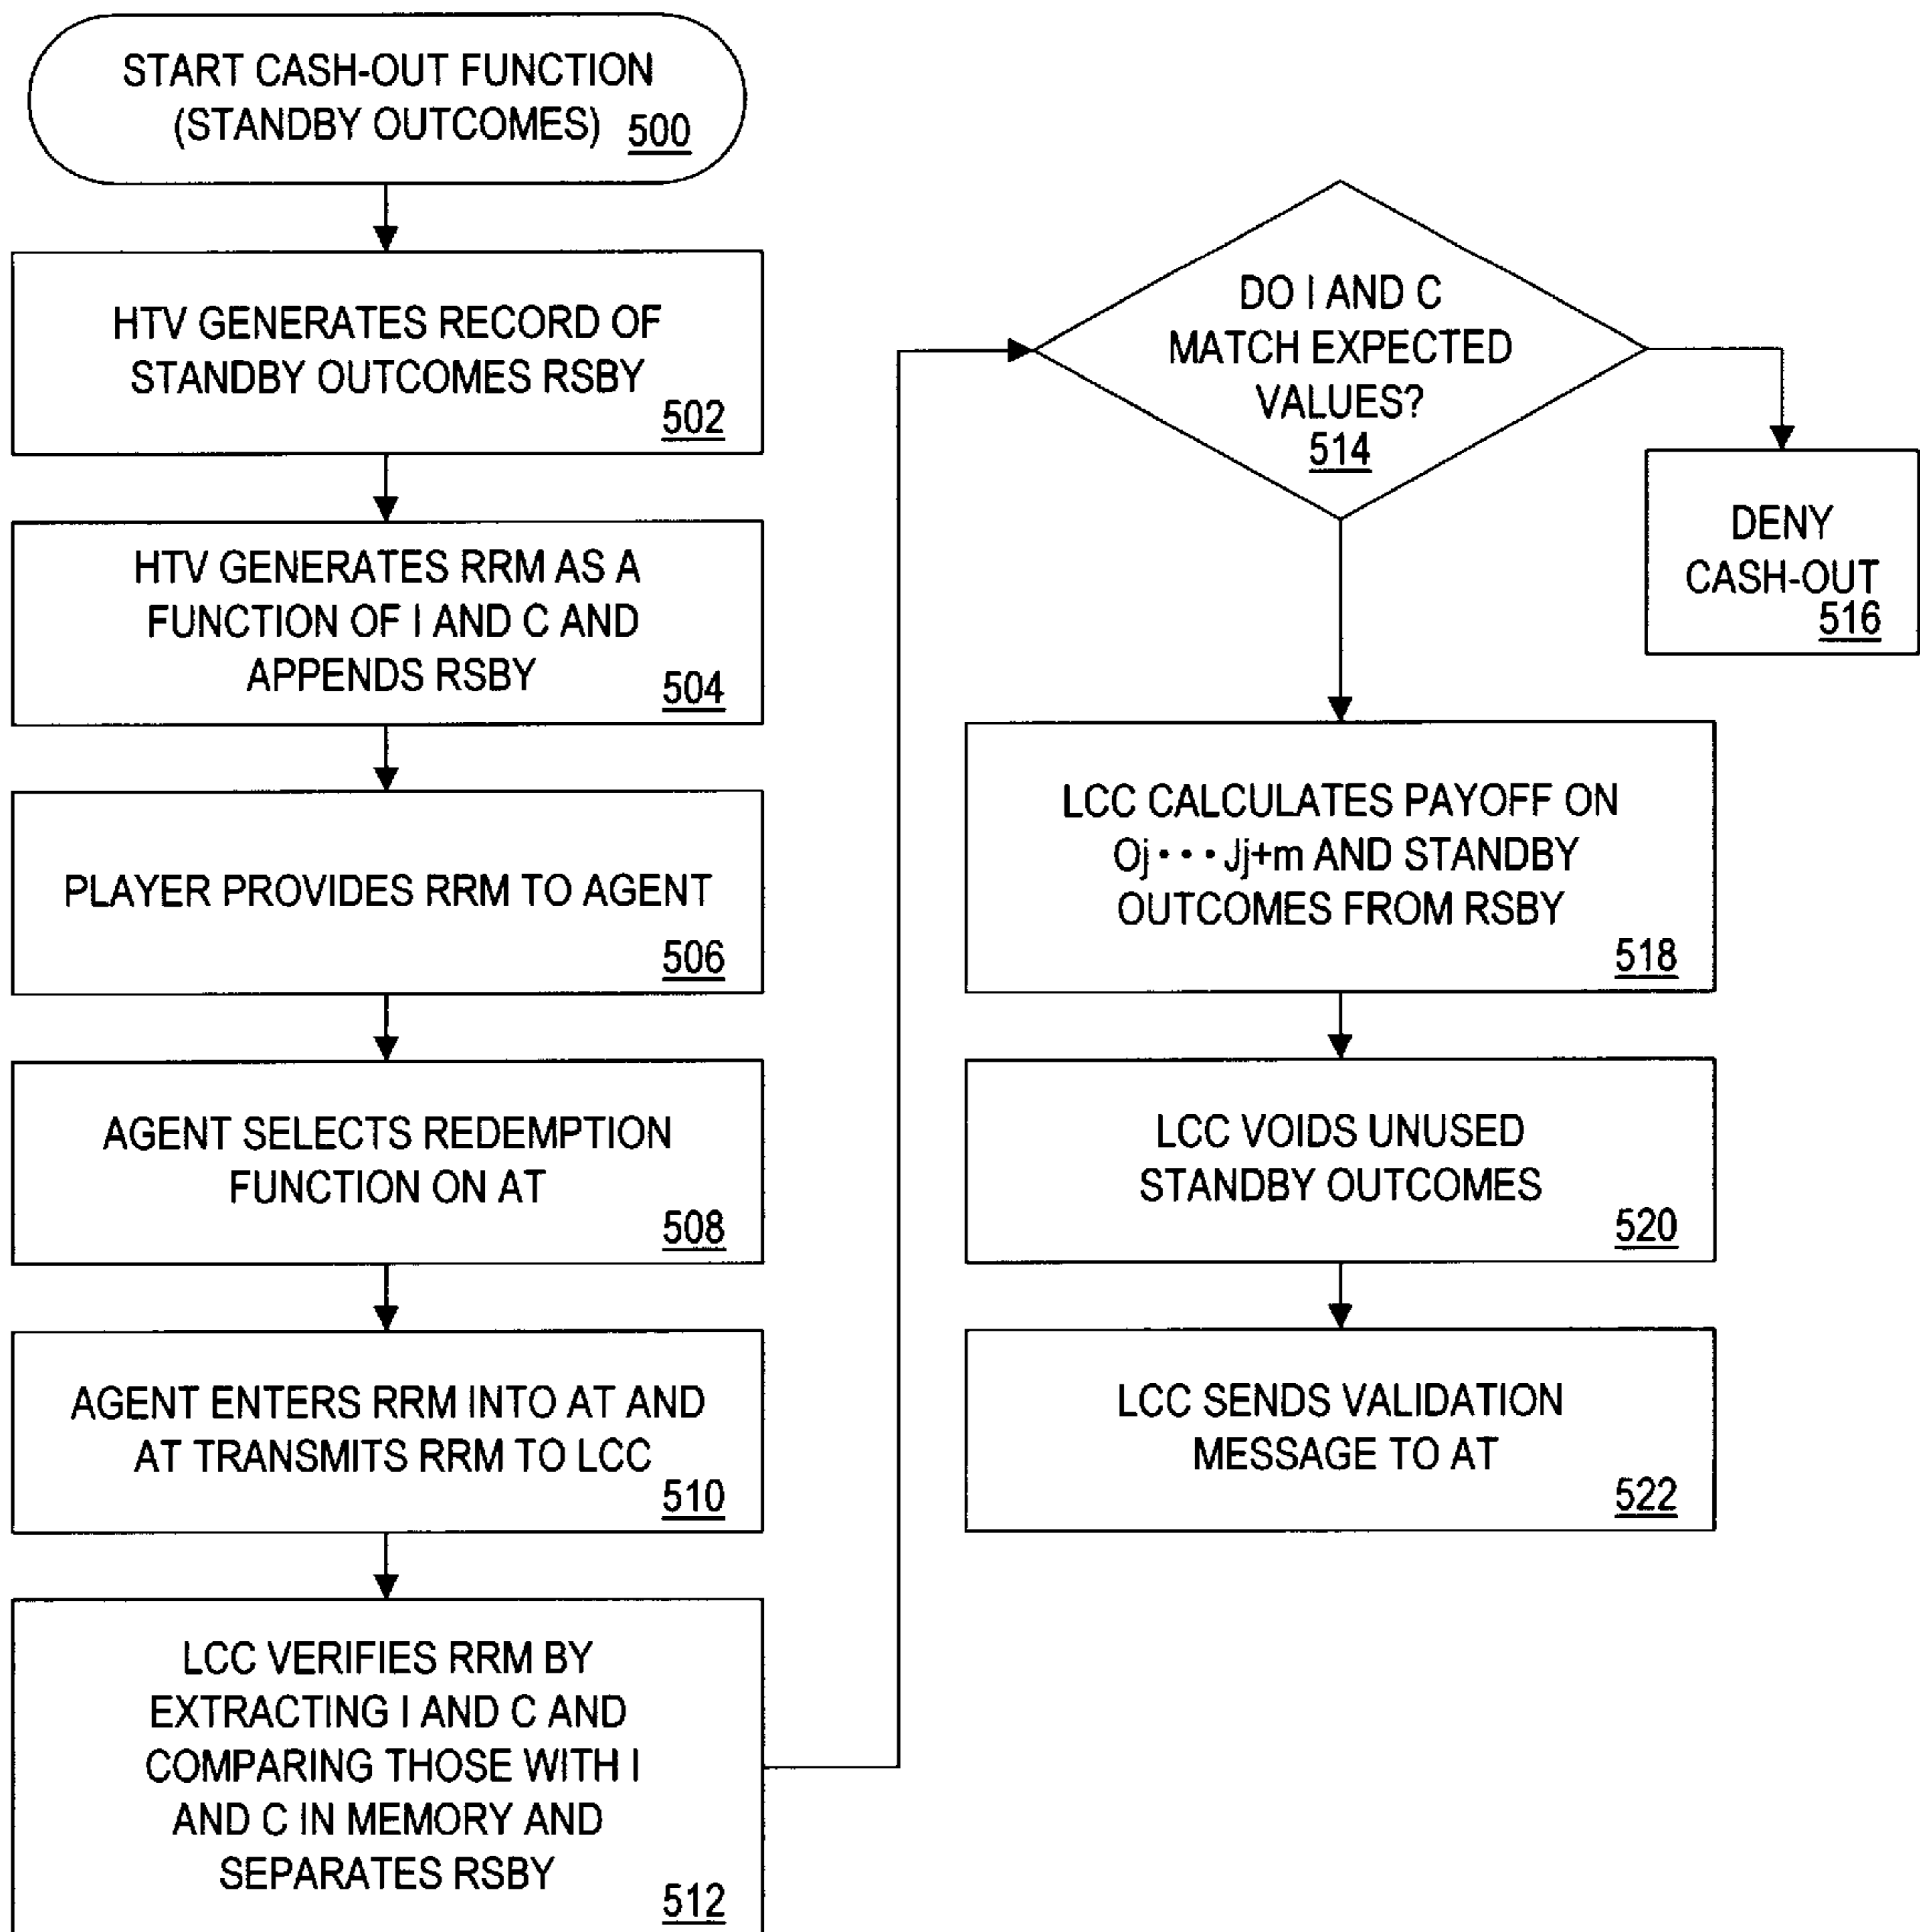 START CASH-OUT FUNCTION
(STANDBY OUTCOMES) 500
HTV GENERATES RECORD OF
STANDBY OUTCOMES RSBY
502
HTV GENERATES RRM AS A
FUNCTION OF I AND C AND
APPENDS RSBY
504
PLAYER PROVIDES RRM TO AGENT
506
AGENT SELECTS REDEMPTION
FUNCTION ON AT
508
AGENT ENTERS RRM INTO AT AND
AT TRANSMITS RRM TO LCC
510
LCC VERIFIES RRM BY
EXTRACTING I AND C AND
COMPARING THOSE WITH I
AND C IN MEMORY AND
SEPARATES RSBY
512
DO I AND C
MATCH EXPECTED
VALUES?
514
DENY
CASH-OUT
516
LCC CALCULATES PAYOFF ON
Oj···Jj+m AND STANDBY
OUTCOMES FROM RSBY
518
LCC VOIDS UNUSED
STANDBY OUTCOMES
520
LCC SENDS VALIDATION
MESSAGE TO AT
522